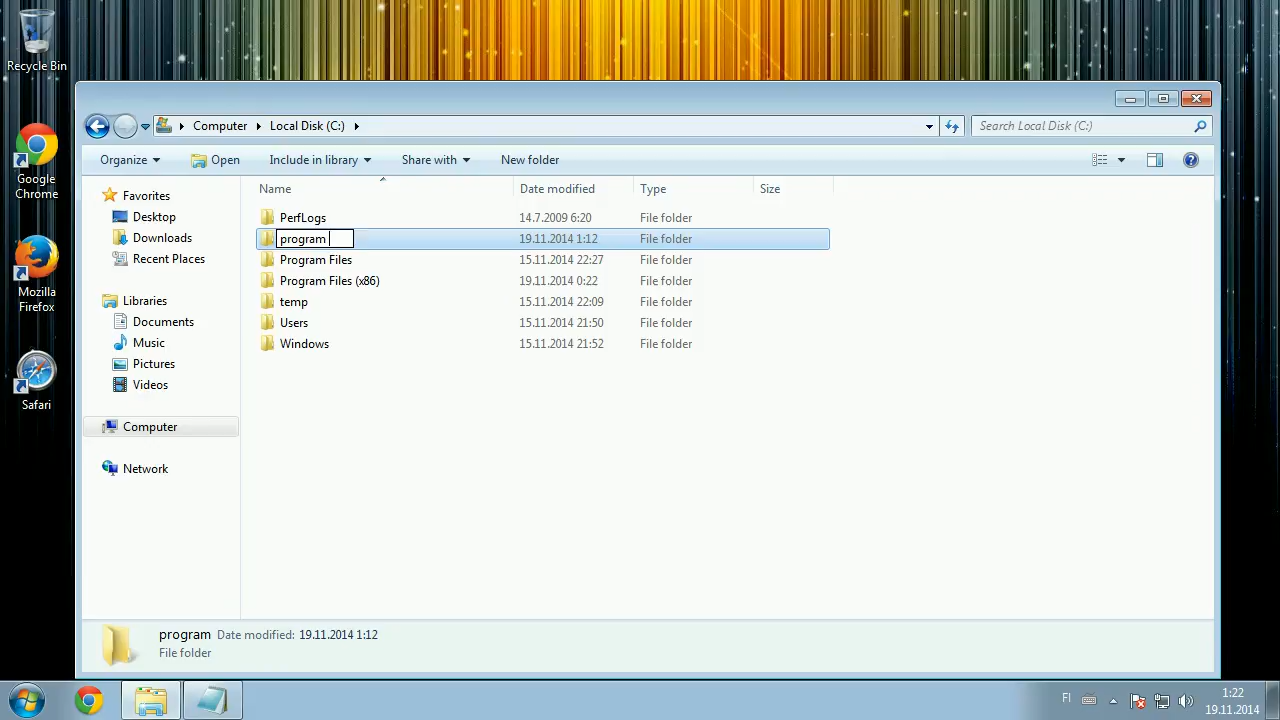 Recycle Bin
Google
Chrome
Mozilla
Firefox
Safari
Computer Local Disk (C:)
Search Local Disk (C:)
Organize Open Include in library Share with New folder
Favorites
Desktop
Downloads
Recent Places
Libraries
Documents
Music
Pictures
Videos
Computer
Network
Name Date modified Type Size
PerfLogs 14.7.2009 6:20 File folder
program 19.11.2014 1:12 File folder
Program Files 15.11.2014 22:27 File folder
Program Files (x86) 19.11.2014 0:22 File folder
temp 15.11.2014 22:09 File folder
Users 15.11.2014 21:50 File folder
Windows 15.11.2014 21:52 File folder
program Date modified: 19.11.2014 1:12
File folder
FI
1:22
19.11.2014